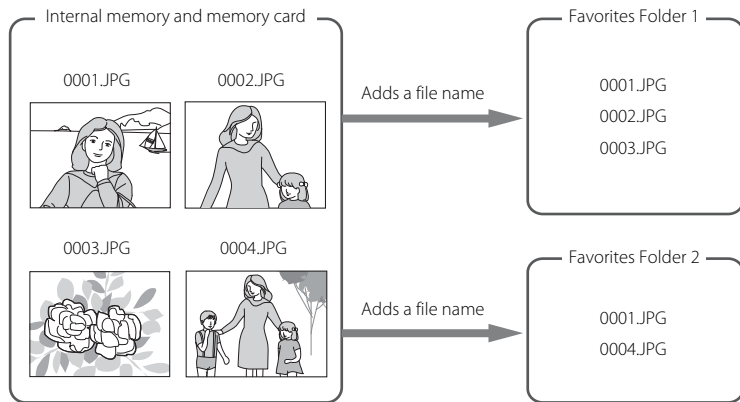 Internal memory and memory card
0001.JPG
0002.JPG
0003.JPG
0004.JPG
Adds a file name
Favorites Folder 1
0001.JPG
0002.JPG
0003.JPG
Adds a file name
Favorites Folder 2
0001.JPG
0004.JPG